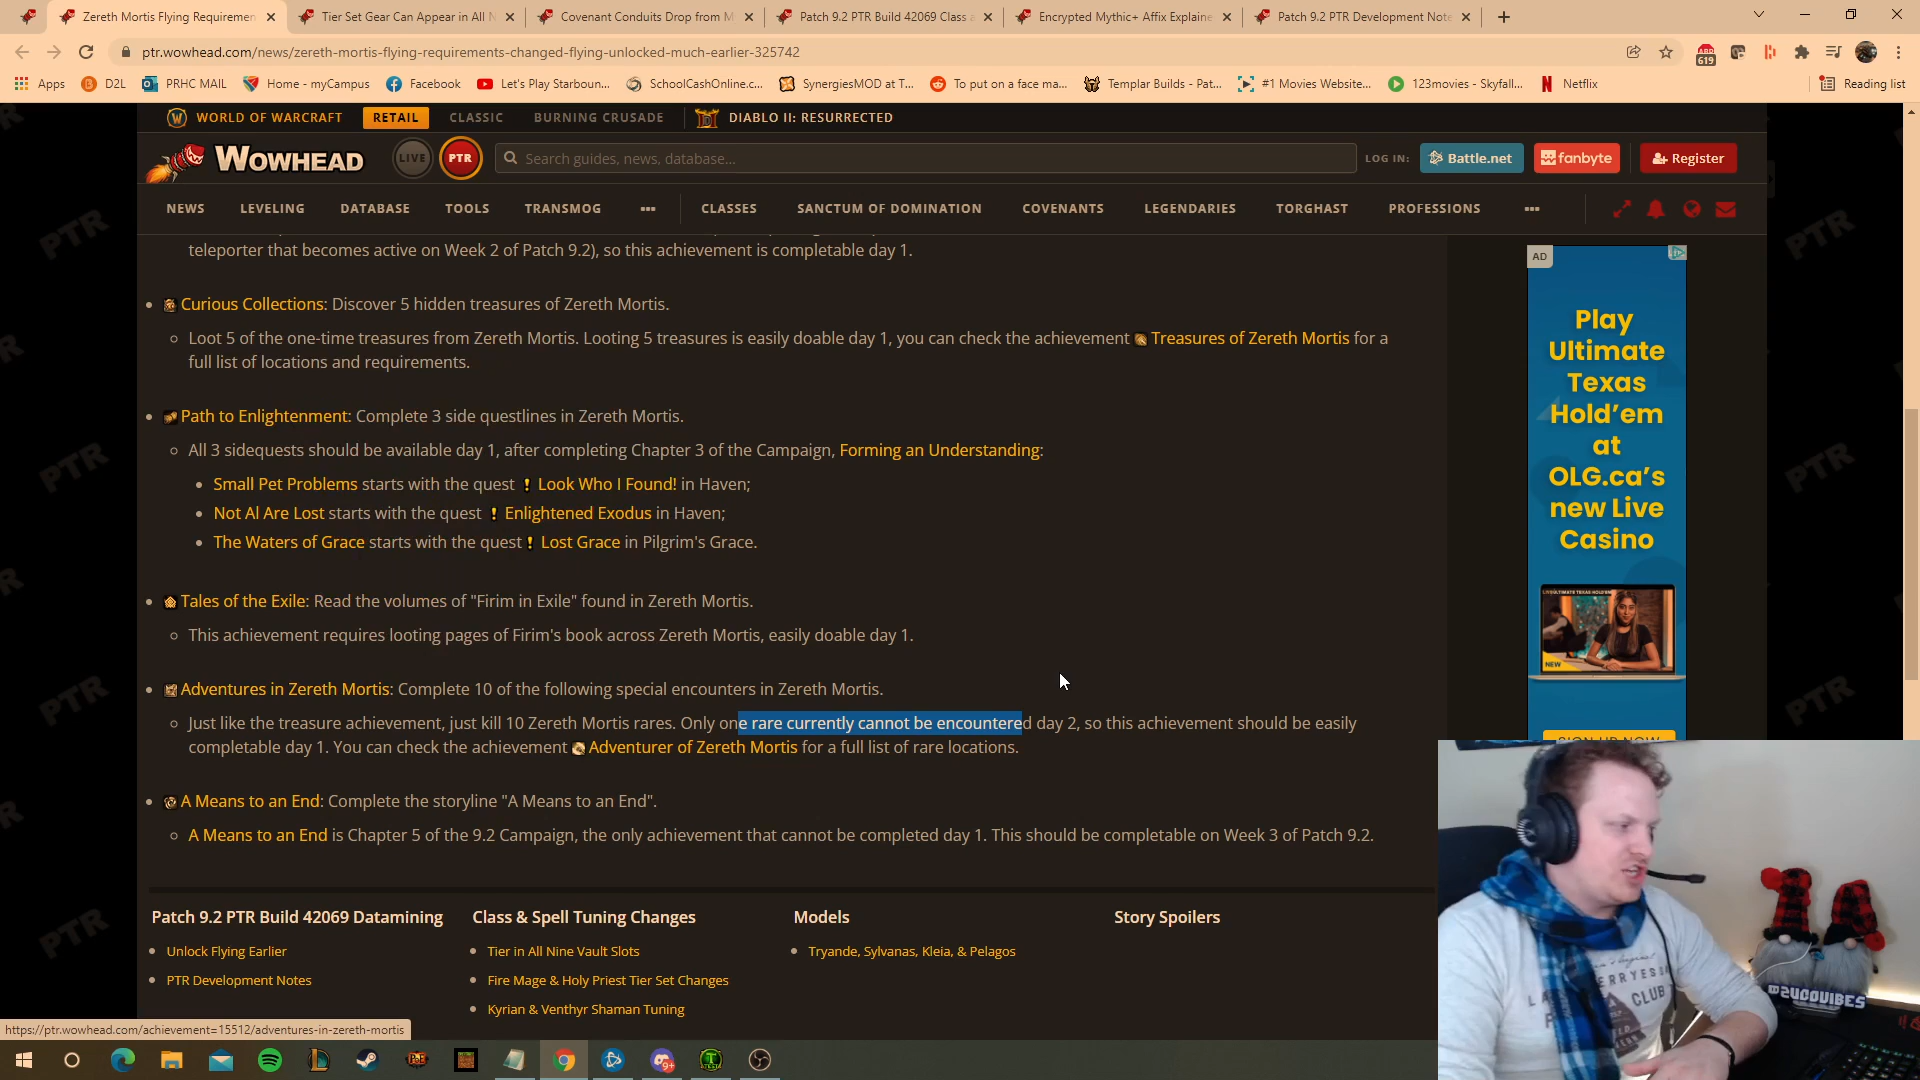 Zereth Mortis Flying Requiremen
Tier Set Gear Can Appear in All N
Covenant Conduits Drop from M
Patch 9.2 PTR Build 42069 Class a
Encrypted Mythic+ Affix Explaine
Patch 9.2 PTR Development Note
ptr.wowhead.com/news/zereth-mortis-flying-requirements-changed-flying-unlocked-much-earlier-325742
619
Apps
D2L
PRHC MAIL
Home - myCampus
Facebook
Let's Play Starboun...
SchoolCashOnline.c...
SynergiesMOD at T...
To put on a face ma...
Templar Builds - Pat...
#1 Movies Website...
123movies - Skyfall...
Netflix
Reading list
WORLD OF WARCRAFT
RETAIL
CLASSIC
BURNING CRUSADE
DIABLO II: RESURRECTED
WOWHEAD
LIVE
PTR
Search guides, news, database...
LOG IN:
Battle.net
fanbyte
Register
NEWS
LEVELING
DATABASE
TOOLS
TRANSMOG
CLASSES
SANCTUM OF DOMINATION
COVENANTS
LEGENDARIES
TORGHAST
PROFESSIONS
teleporter that becomes active on Week 2 of Patch 9.2), so this achievement is completable day 1.
Curious Collections: Discover 5 hidden treasures of Zereth Mortis.
Loot 5 of the one-time treasures from Zereth Mortis. Looting 5 treasures is easily doable day 1, you can check the achievement Treasures of Zereth Mortis for a
full list of locations and requirements.
Path to Enlightenment: Complete 3 side questlines in Zereth Mortis.
All 3 sidequests should be available day 1, after completing Chapter 3 of the Campaign, Forming an Understanding:
Small Pet Problems starts with the quest ! Look Who I Found! in Haven;
Not Al Are Lost starts with the quest ! Enlightened Exodus in Haven;
The Waters of Grace starts with the quest ! Lost Grace in Pilgrim's Grace.
Tales of the Exile: Read the volumes of "Firim in Exile" found in Zereth Mortis.
This achievement requires looting pages of Firim's book across Zereth Mortis, easily doable day 1.
Adventures in Zereth Mortis: Complete 10 of the following special encounters in Zereth Mortis.
Just like the treasure achievement, just kill 10 Zereth Mortis rares. Only one rare currently cannot be encountered day 2, so this achievement should be easily
completable day 1. You can check the achievement Adventurer of Zereth Mortis for a full list of rare locations.
A Means to an End: Complete the storyline "A Means to an End".
A Means to an End is Chapter 5 of the 9.2 Campaign, the only achievement that cannot be completed day 1. This should be completable on Week 3 of Patch 9.2.
Patch 9.2 PTR Build 42069 Datamining
Unlock Flying Earlier
PTR Development Notes
Class & Spell Tuning Changes
Tier in All Nine Vault Slots
Fire Mage & Holy Priest Tier Set Changes
Kyrian & Venthyr Shaman Tuning
Models
Tryande, Sylvanas, Kleia, & Pelagos
Story Spoilers
AD
Play
Ultimate
Texas
Hold'em
at
OLG.ca's
new Live
Casino
NEW
https://ptr.wowhead.com/achievement=15512/adventures-in-zereth-mortis
9+